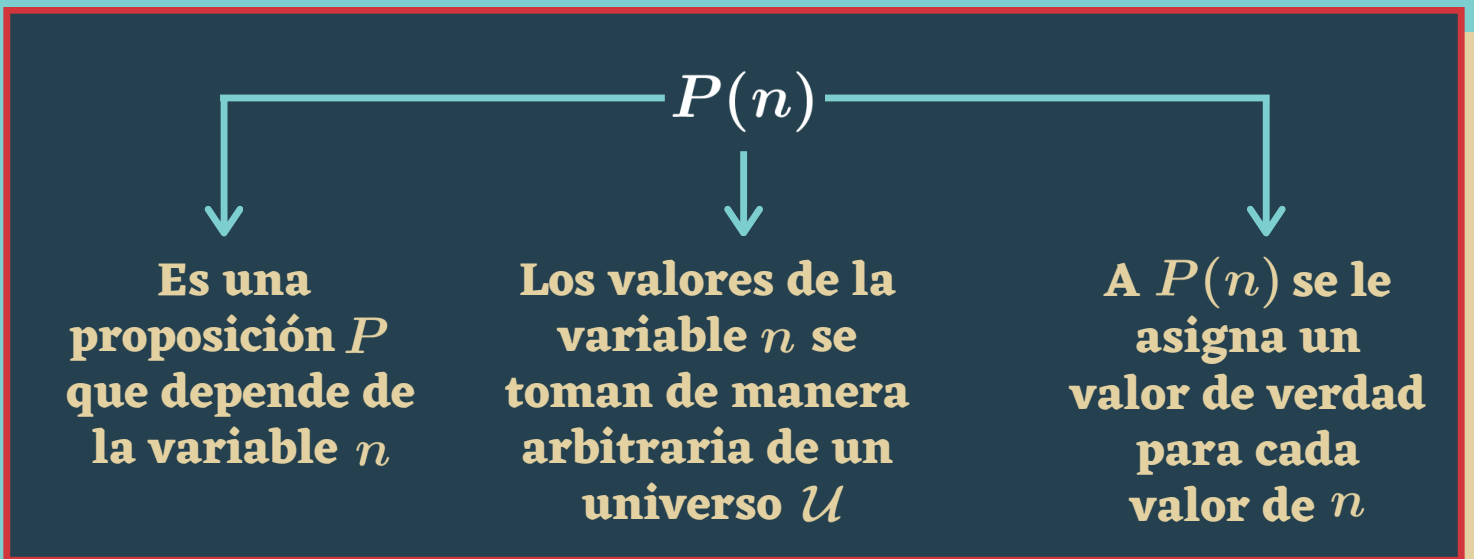 P(n)
Es una
proposición P
que depende de
la variable n
Los valores de la
variable n se
toman de manera
arbitraria de un
universo 𝒰
A P(n) se le
asigna un
valor de verdad
para cada
valor de n